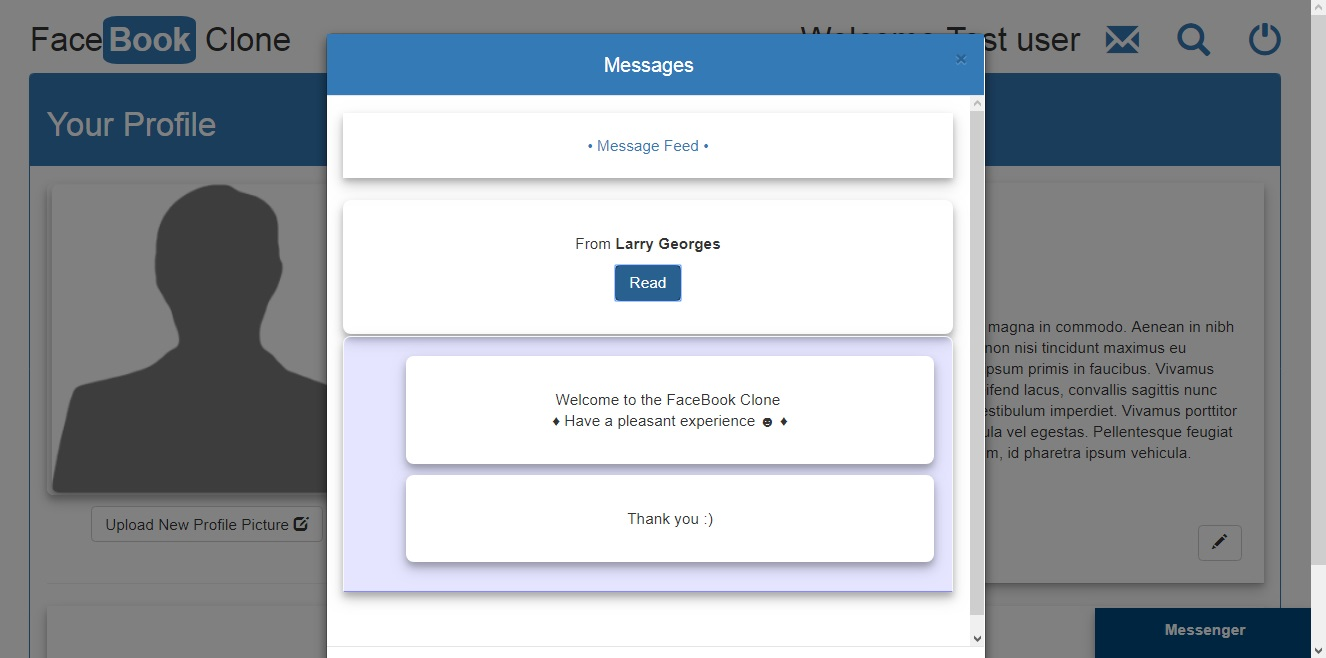 FaceBook Clone
Welcome Test user
Messages
×
Your Profile
• Message Feed •
From Larry Georges
Read
Welcome to the FaceBook Clone
♦ Have a pleasant experience ☻ ♦
Thank you :)
magna in commodo. Aenean in nibh
non nisi tincidunt maximus eu
psum primis in faucibus. Vivamus
ifend lacus, convallis sagittis nunc
estibulum imperdiet. Vivamus porttitor
ula vel egestas. Pellentesque feugiat
m, id pharetra ipsum vehicula.
Upload New Profile Picture
Messenger